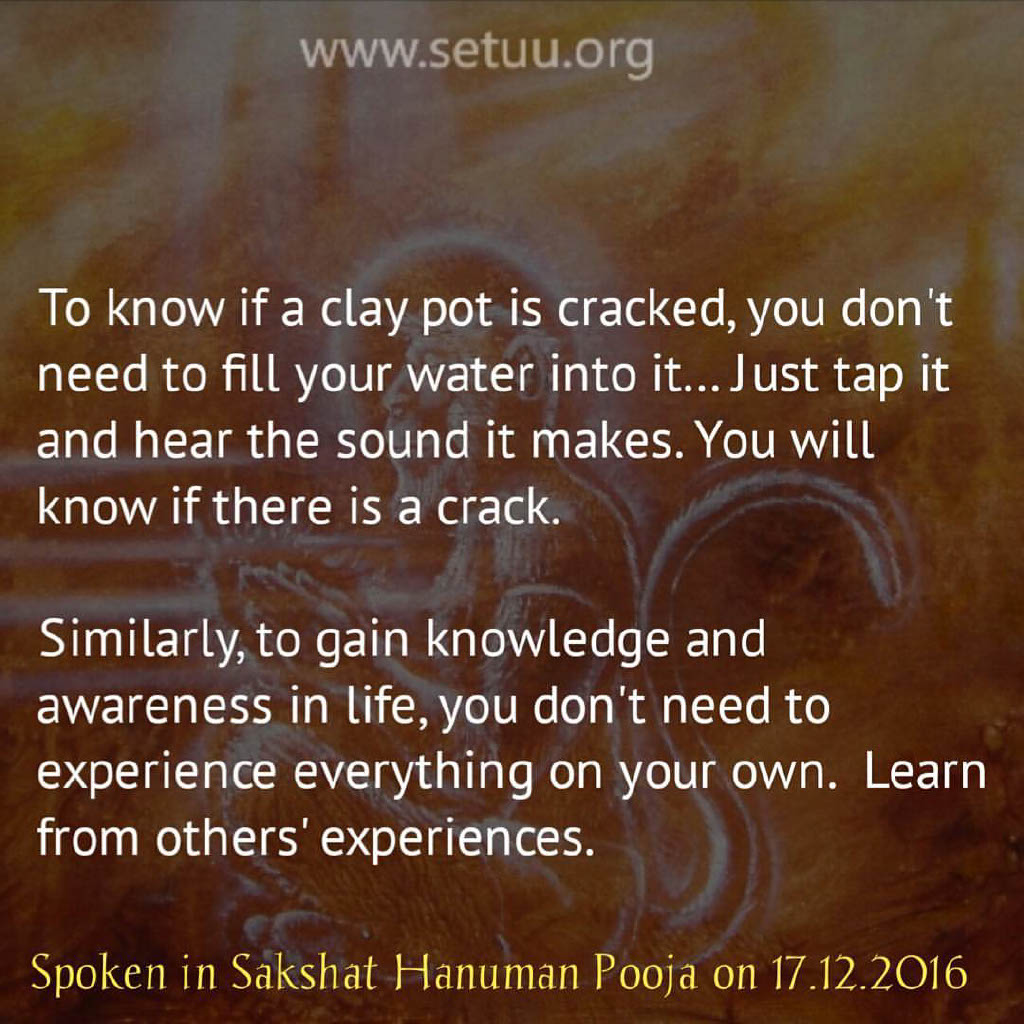 www.setuu.org
To know if a clay pot is cracked, you don't
need to fill your water into it... Just tap it
and hear the sound it makes. You will
know if there is a crack.
Similarly, to gain knowledge and
awareness in life, you don't need to
experience everything on your own.  Learn
from others' experiences.
Spoken in Sakshat Hanuman Pooja on 17.12.2016